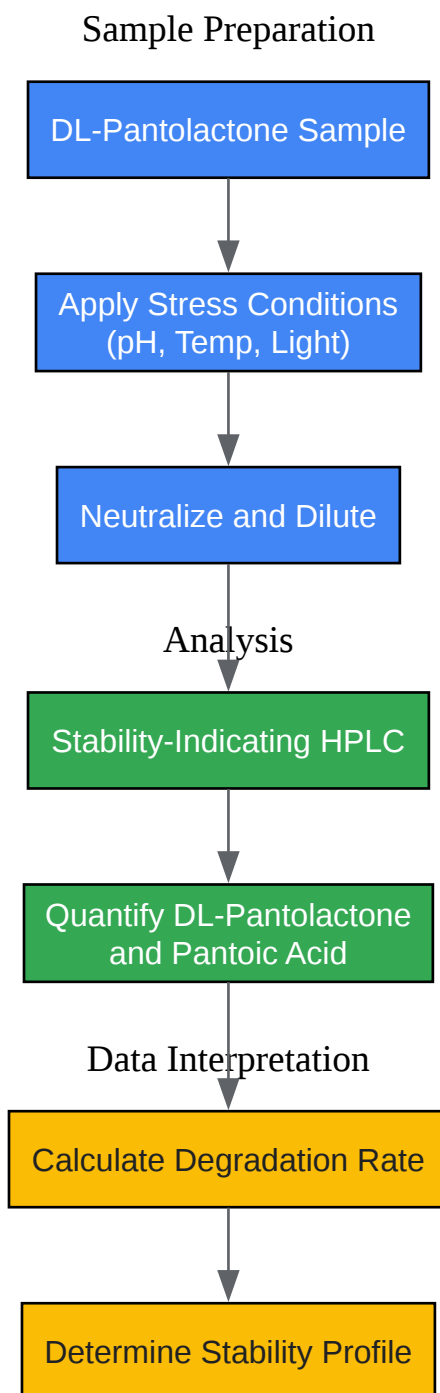 Sample Preparation
DL-Pantolactone Sample
Apply Stress Conditions
(pH, Temp, Light)
Neutralize and Dilute
Analysis
Stability-Indicating HPLC
Quantify DL-Pantolactone
and Pantoic Acid
Data Interpretation
Calculate Degradation Rate
Determine Stability Profile